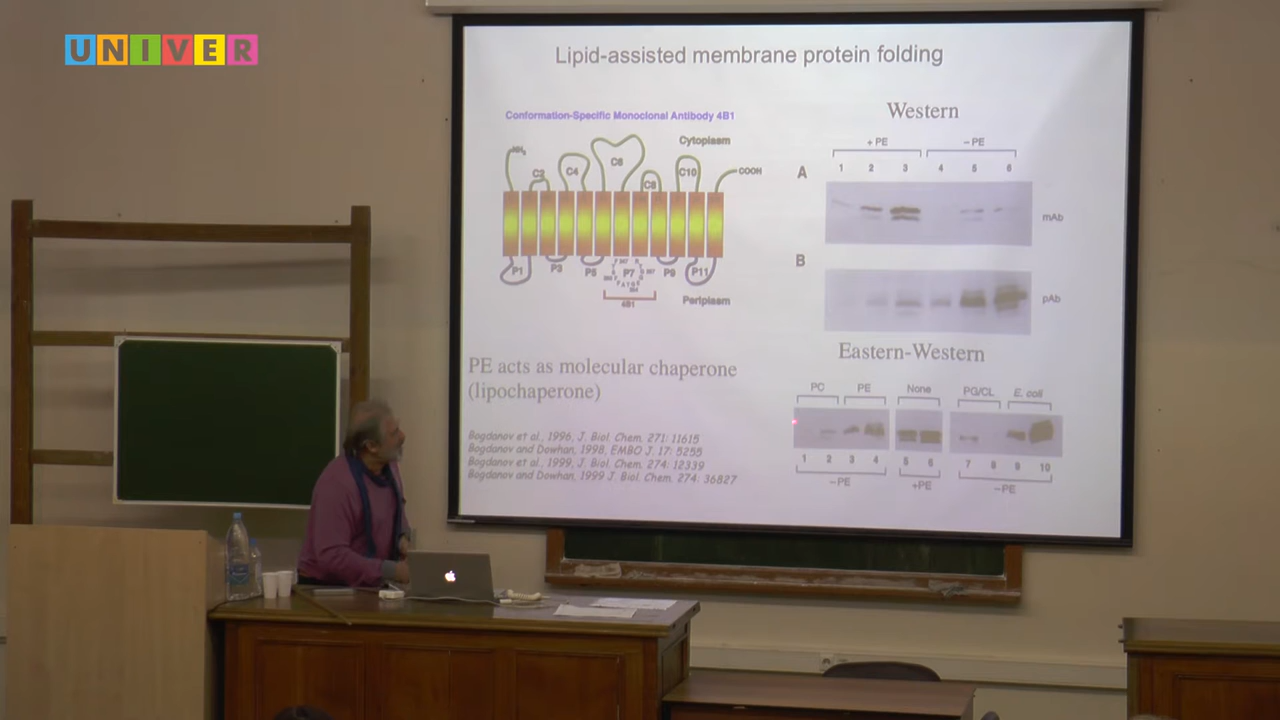 UNIVER
Lipid-assisted membrane protein folding
Conformation-Specific Monoclonal Antibody 4B1
Cytoplasm
NH₂
C2
C4
C6
C8
C10
COOH
P1
P3
P5
P7
P9
P11
4B1
Periplasm
PE acts as molecular chaperone
(lipochaperone)
Bogdanov et al., 1996, J. Biol. Chem. 271: 11615
Bogdanov and Dowhan, 1998, EMBO J. 17: 5255
Bogdanov et al., 1999, J. Biol. Chem. 274: 12339
Bogdanov and Dowhan, 1999 J. Biol. Chem. 274: 36827
Western
+ PE – PE
1 2 3 4 5 6
A
mAb
B
pAb
Eastern-Western
PC PE None PG/CL E. coli
1 2 3 4 5 6 7 8 9 10
–PE +PE –PE